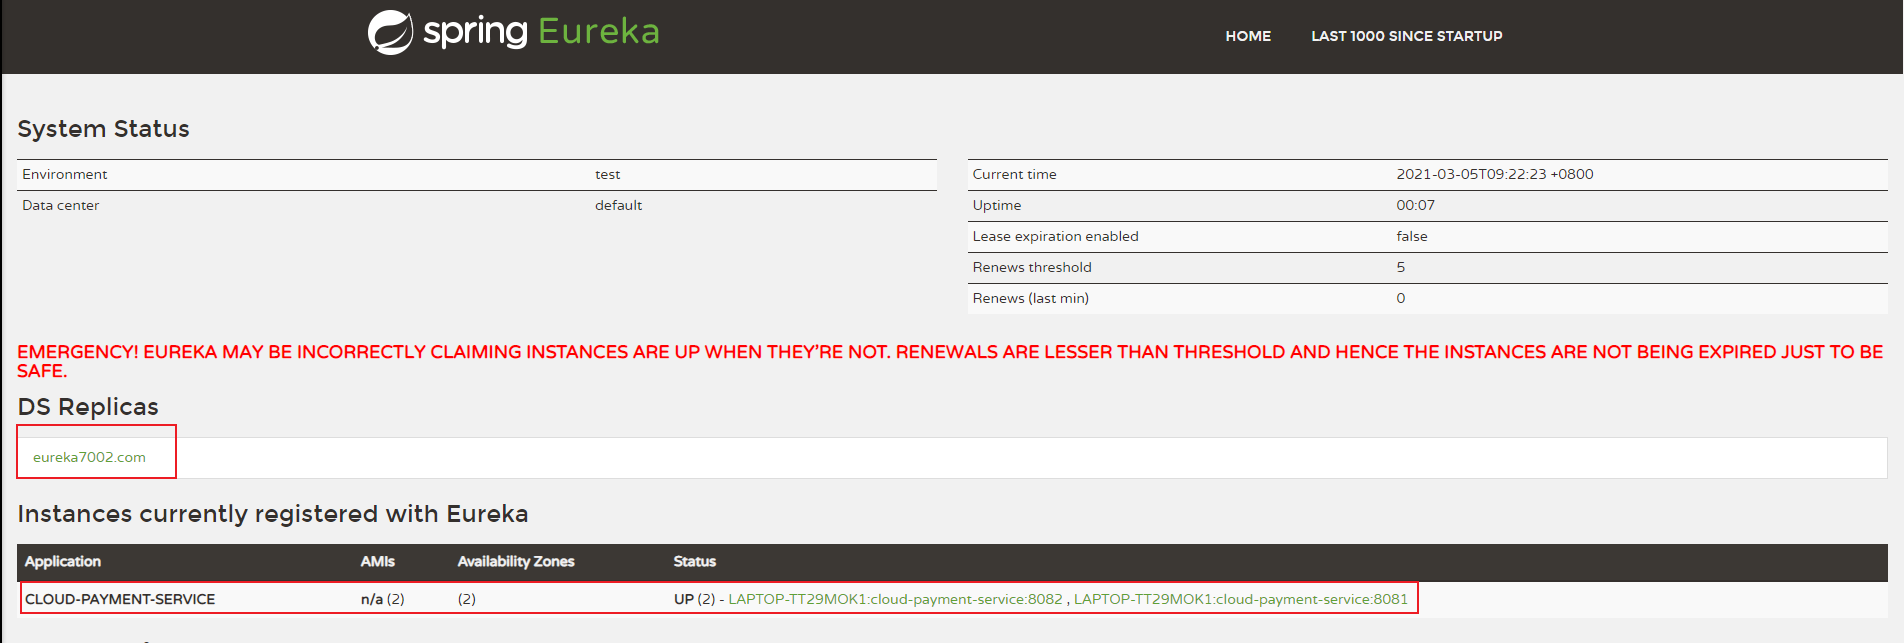 spring Eureka
HOME LAST 1000 SINCE STARTUP
System Status
Environment test
Data center default
Current time 2021-03-05T09:22:23 +0800
Uptime 00:07
Lease expiration enabled false
Renews threshold 5
Renews (last min) 0
EMERGENCY! EUREKA MAY BE INCORRECTLY CLAIMING INSTANCES ARE UP WHEN THEY'RE NOT. RENEWALS ARE LESSER THAN THRESHOLD AND HENCE THE INSTANCES ARE NOT BEING EXPIRED JUST TO BE
SAFE.
DS Replicas
eureka7002.com
Instances currently registered with Eureka
Application AMIs Availability Zones Status
CLOUD-PAYMENT-SERVICE n/a (2) (2) UP (2) - LAPTOP-TT29MOK1:cloud-payment-service:8082 , LAPTOP-TT29MOK1:cloud-payment-service:8081